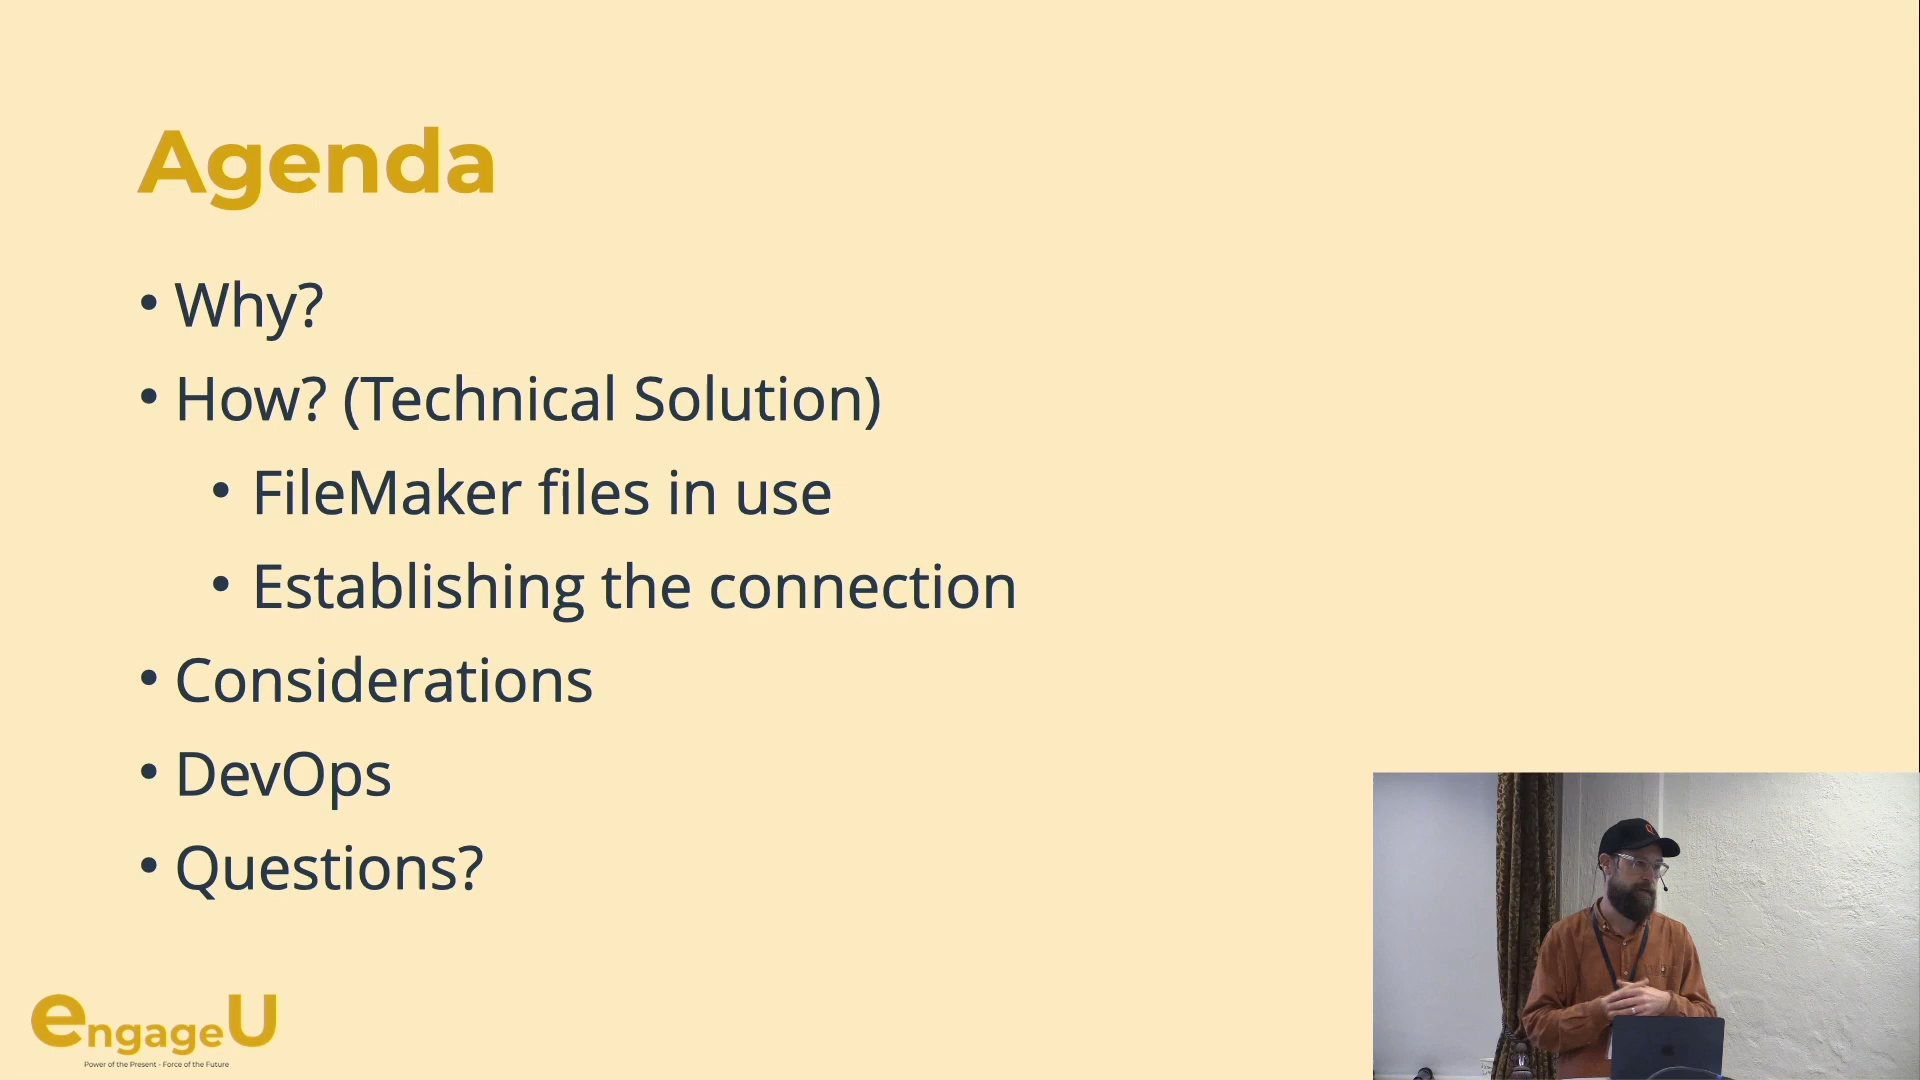 Agenda
• Why?
• How? (Technical Solution)
• FileMaker files in use
• Establishing the connection
• Considerations
• DevOps
• Questions?
engageU
Power of the Present - Force of the Future